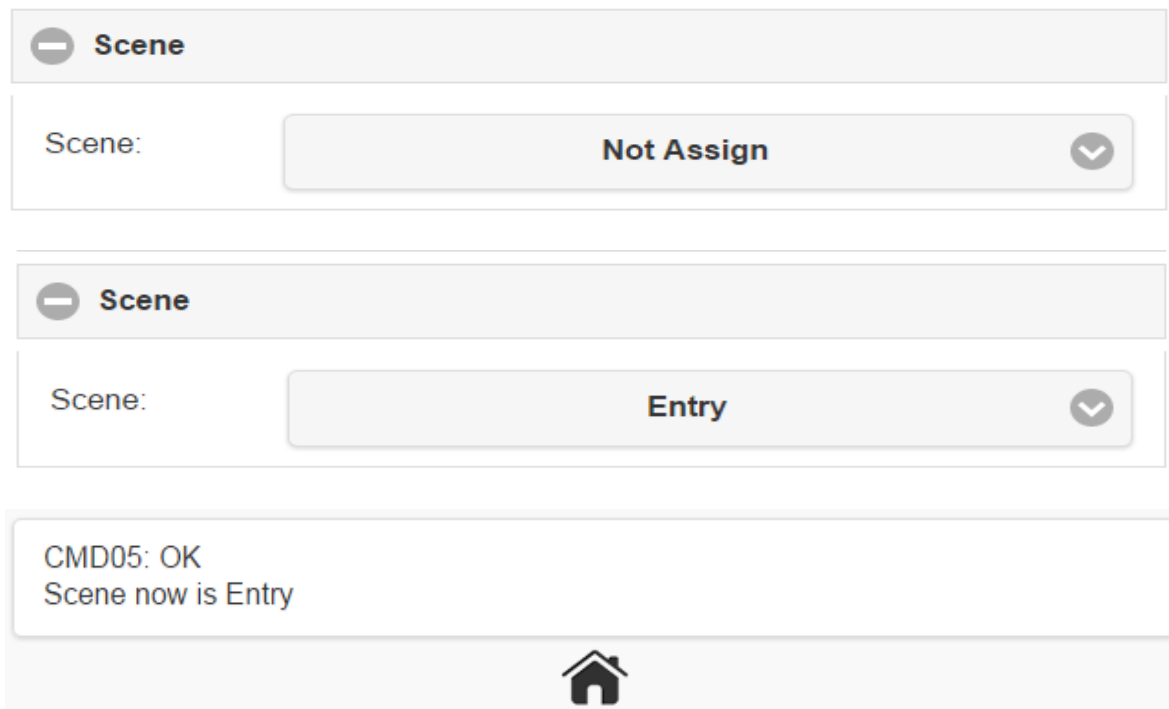 Scene
Scene: Not Assign
Scene
Scene: Entry
CMD05: OK
Scene now is Entry